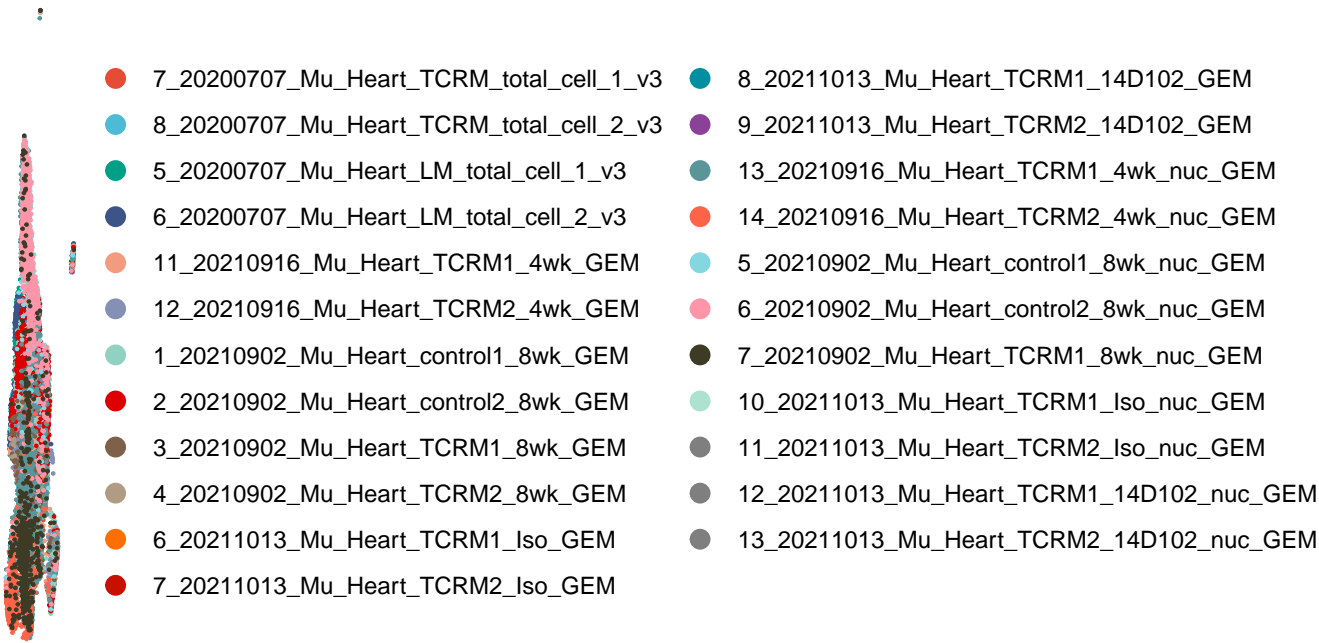 7_20200707_Mu_Heart_TCRM_total_cell_1_v3
8_20200707_Mu_Heart_TCRM_total_cell_2_v3
5_20200707_Mu_Heart_LM_total_cell_1_v3
6_20200707_Mu_Heart_LM_total_cell_2_v3
11_20210916_Mu_Heart_TCRM1_4wk_GEM
12_20210916_Mu_Heart_TCRM2_4wk_GEM
1_20210902_Mu_Heart_control1_8wk_GEM
2_20210902_Mu_Heart_control2_8wk_GEM
3_20210902_Mu_Heart_TCRM1_8wk_GEM
4_20210902_Mu_Heart_TCRM2_8wk_GEM
6_20211013_Mu_Heart_TCRM1_Iso_GEM
7_20211013_Mu_Heart_TCRM2_Iso_GEM
8_20211013_Mu_Heart_TCRM1_14D102_GEM
9_20211013_Mu_Heart_TCRM2_14D102_GEM
13_20210916_Mu_Heart_TCRM1_4wk_nuc_GEM
14_20210916_Mu_Heart_TCRM2_4wk_nuc_GEM
5_20210902_Mu_Heart_control1_8wk_nuc_GEM
6_20210902_Mu_Heart_control2_8wk_nuc_GEM
7_20210902_Mu_Heart_TCRM1_8wk_nuc_GEM
10_20211013_Mu_Heart_TCRM1_Iso_nuc_GEM
11_20211013_Mu_Heart_TCRM2_Iso_nuc_GEM
12_20211013_Mu_Heart_TCRM1_14D102_nuc_GEM
13_20211013_Mu_Heart_TCRM2_14D102_nuc_GEM